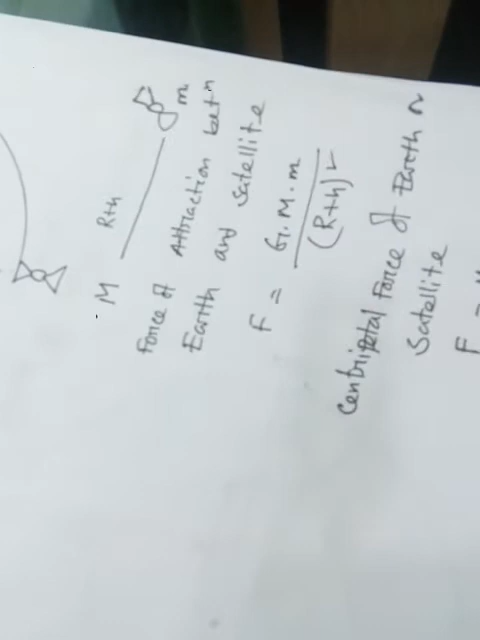 m
R+h
M
Force of Attraction betn
Earth and satellite
F = G.M.m
(R+h)2
Centripetal Force of Earth n
Satellite
F =